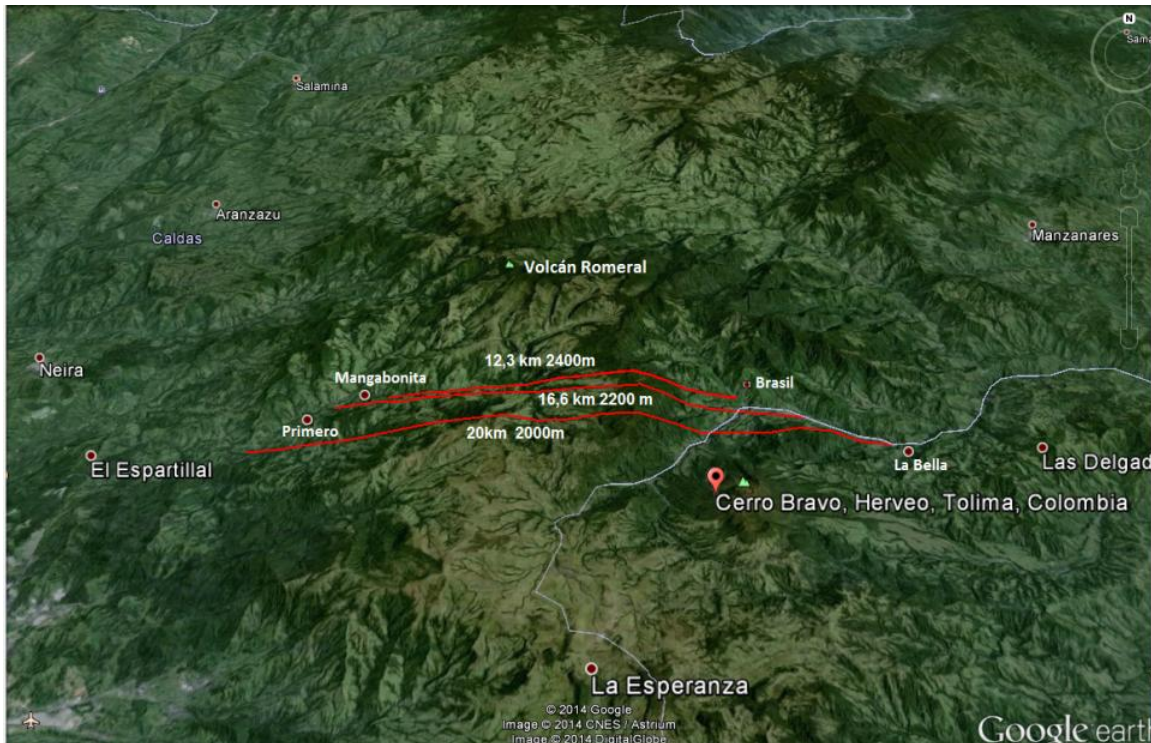 N
Sama
Salamina
Aranzazu
Caldas
Manzanares
Volcán Romeral
Neira
12,3 km 2400m
Mangabonita
Brasil
16,6 km 2200 m
Primero
20km 2000m
El Espartillal
La Bella
Las Delgad
Cerro Bravo, Herveo, Tolima, Colombia
La Esperanza
© 2014 Google
Image © 2014 CNES / Astrium
Image © 2014 DigitalGlobe
Google earth